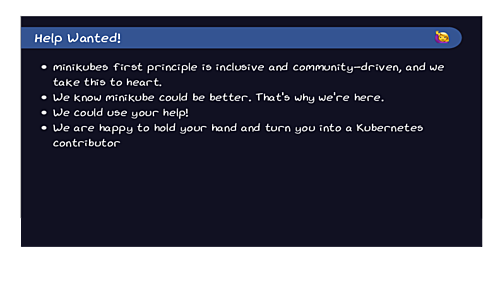 Help Wanted!
• minikubes first principle is inclusive and community-driven, and we
take this to heart.
• We know minikube could be better. That's why we're here.
• We could use your help!
• We are happy to hold your hand and turn you into a Kubernetes
contributor